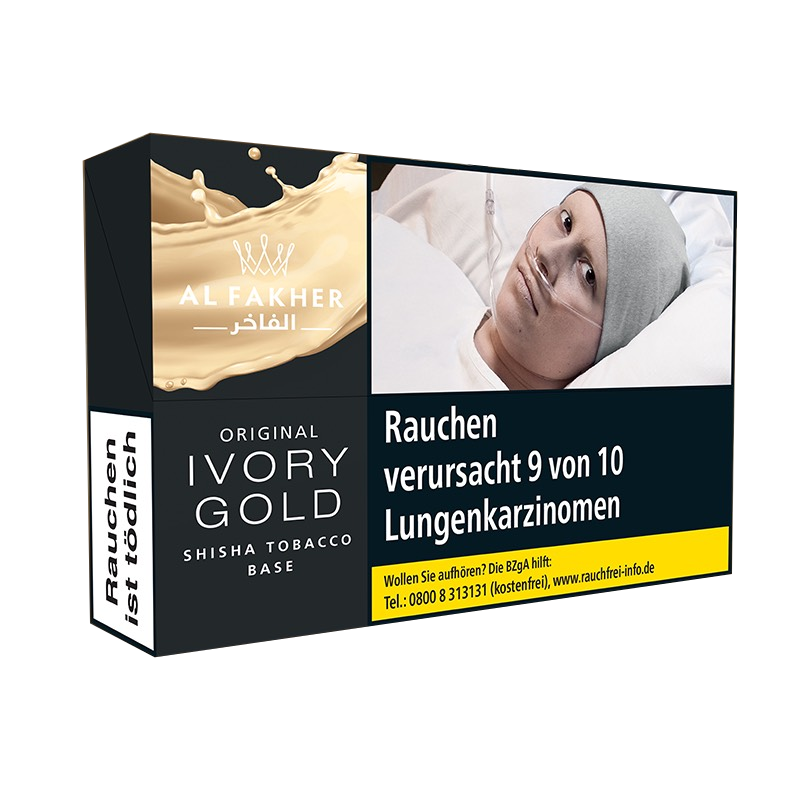 AL FAKHER
الفاخر
ORIGINAL
IVORY
GOLD
SHISHA TOBACCO
BASE
Rauchen
ist tödlich
Rauchen
verursacht 9 von 10
Lungenkarzinomen
Wollen Sie aufhören? Die BZgA hilft:
Tel.: 0800 8 313131 (kostenfrei), www.rauchfrei-info.de